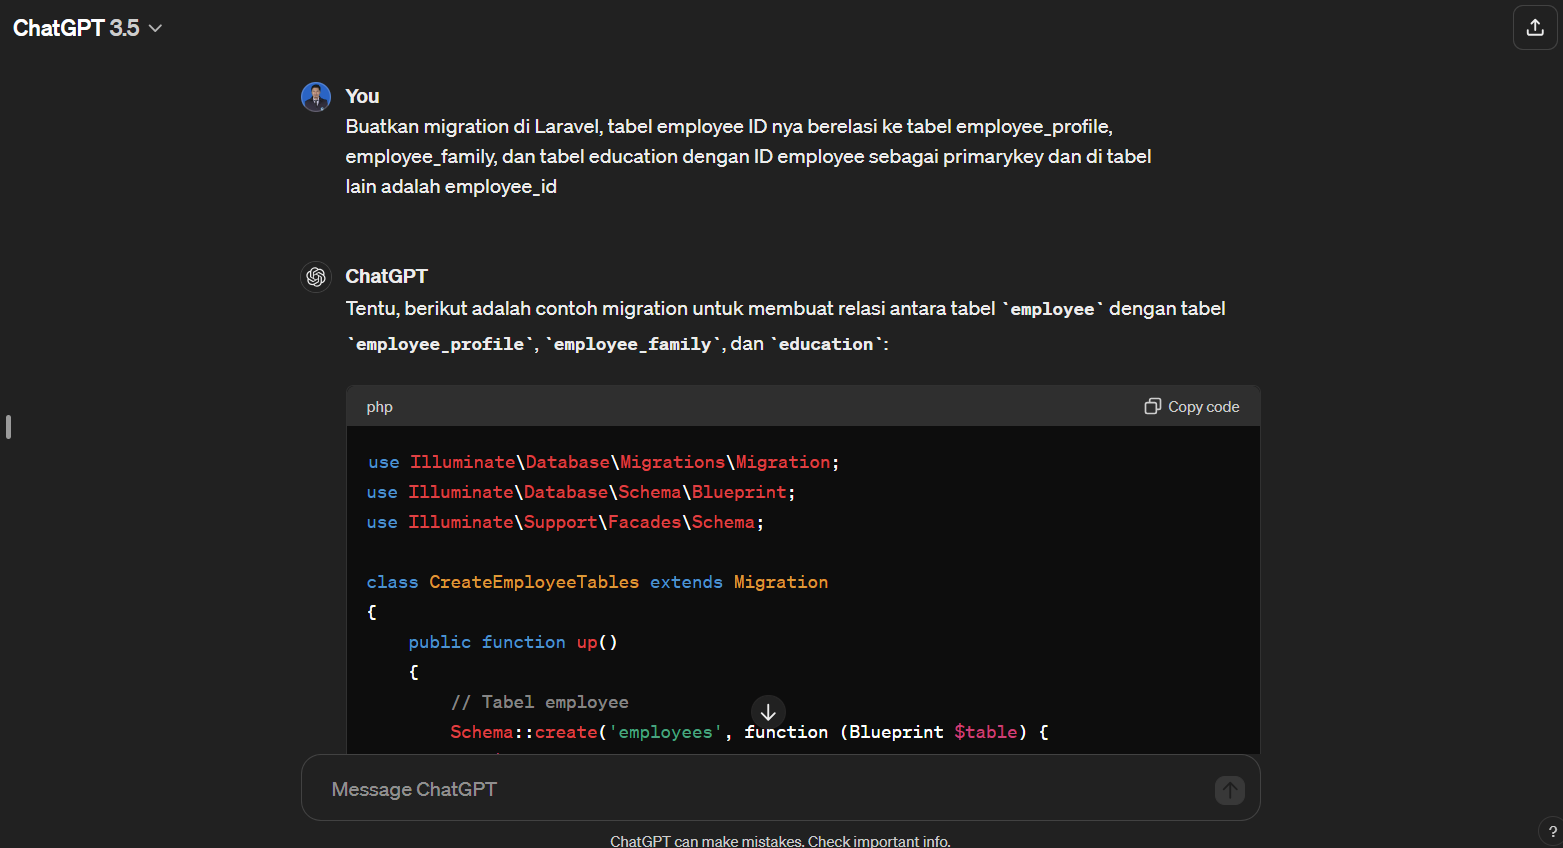 ChatGPT 3.5
You
Buatkan migration di Laravel, tabel employee ID nya berelasi ke tabel employee_profile,
employee_family, dan tabel education dengan ID employee sebagai primarykey dan di tabel
lain adalah employee_id
ChatGPT
Tentu, berikut adalah contoh migration untuk membuat relasi antara tabel `employee` dengan tabel
`employee_profile`, `employee_family`, dan `education`:
php Copy code
use Illuminate\Database\Migrations\Migration;
use Illuminate\Database\Schema\Blueprint;
use Illuminate\Support\Facades\Schema;
class CreateEmployeeTables extends Migration
{
public function up()
{
// Tabel employee
Schema::create('employees', function (Blueprint $table) {
Message ChatGPT
ChatGPT can make mistakes. Check important info.
?